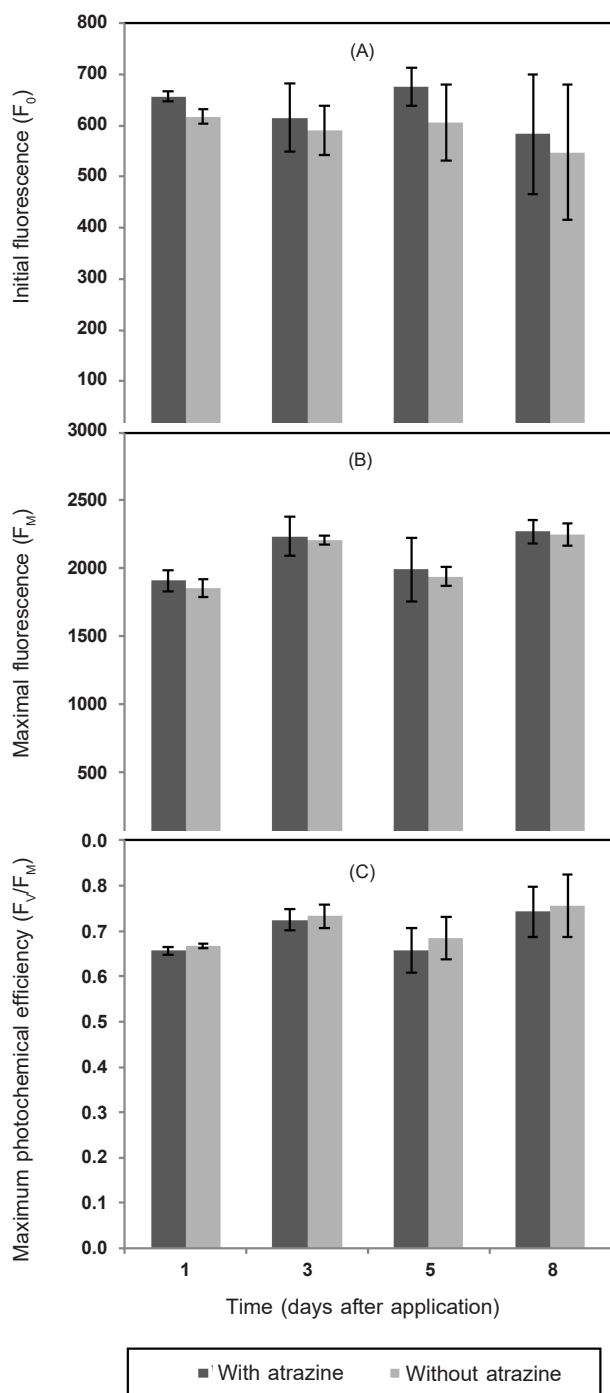 Initial fluorescence (F0)
800
700
600
500
400
300
200
100
(A)
Maximal fluorescence (FM)
3000
2500
2000
1500
1000
500
(B)
Maximum photochemical efficiency (FV/FM)
0.0
0.8
0.7
0.6
0.5
0.4
0.3
0.2
0.1
0.0
(C)
1 3 5 8
Time (days after application)
With atrazine Without atrazine